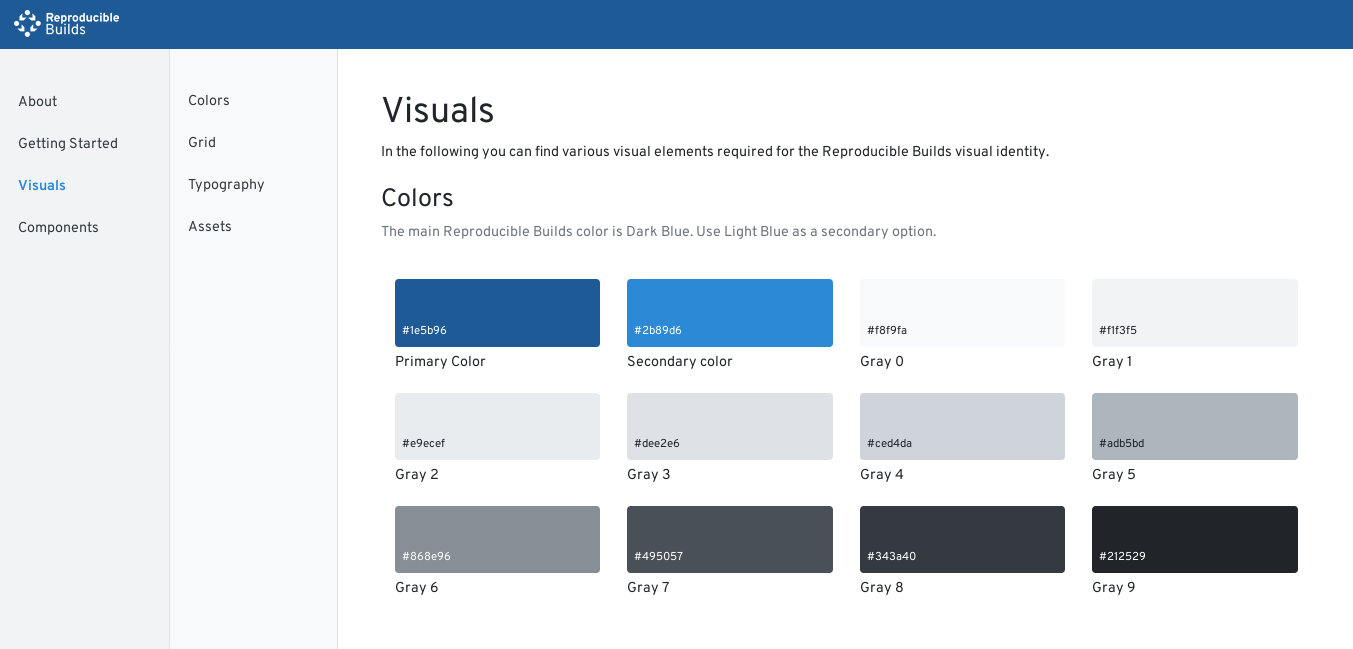 Reproducible
Builds
About
Getting Started
Visuals
Components
Colors
Grid
Typography
Assets
Visuals
In the following you can find various visual elements required for the Reproducible Builds visual identity.
Colors
The main Reproducible Builds color is Dark Blue. Use Light Blue as a secondary option.
#1e5b96
Primary Color
#2b89d6
Secondary color
#f8f9fa
Gray 0
#f1f3f5
Gray 1
#e9ecef
Gray 2
#dee2e6
Gray 3
#ced4da
Gray 4
#adb5bd
Gray 5
#868e96
Gray 6
#495057
Gray 7
#343a40
Gray 8
#212529
Gray 9